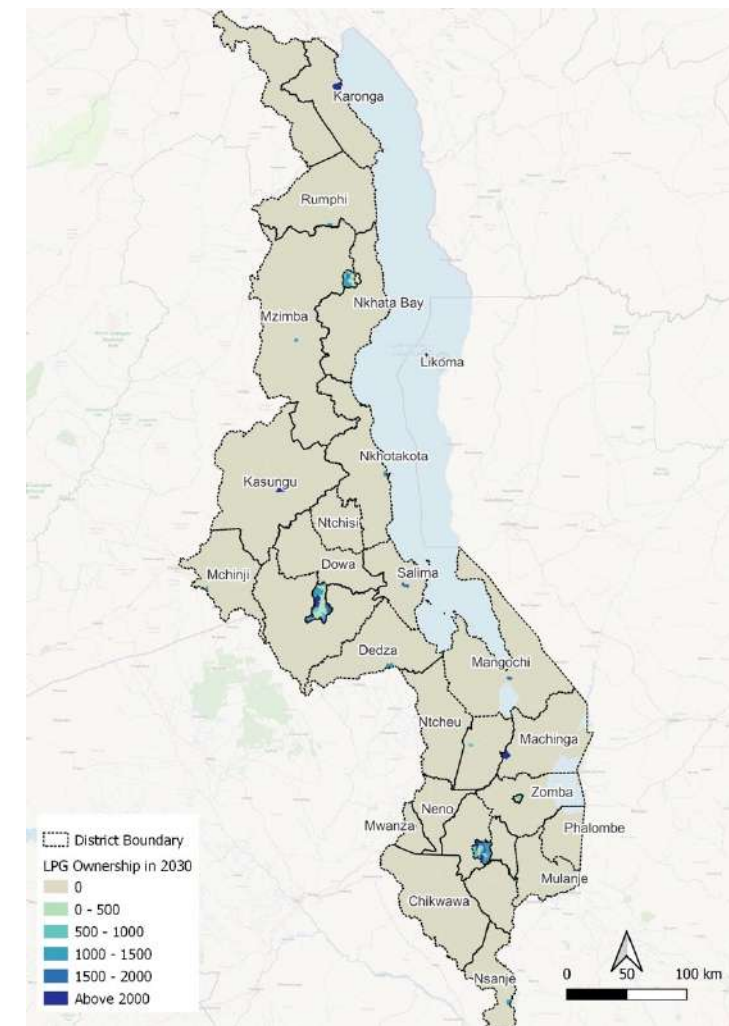 Karonga
Rumphi
Nkhata Bay
Mzimba
Likoma
Nkhotakota
Kasungu
Ntchisi
Dowa
Mchinji
Salima
Dedza
Mangochi
Ntcheu
Machinga
Zomba
Neno
Mwanza
Phalombe
Mulanje
Chikwawa
Nsanje
District Boundary
LPG Ownership in 2030
0
0 - 500
500 - 1000
1000 - 1500
1500 - 2000
Above 2000
0 50 100 km